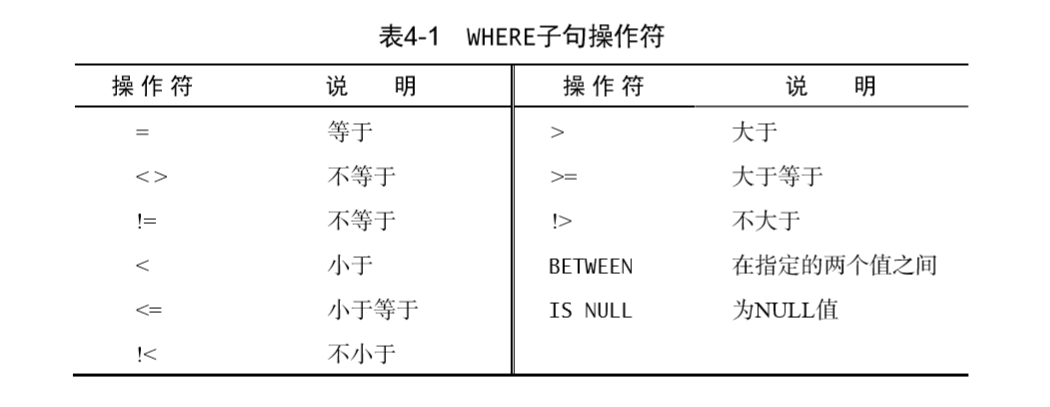 表4-1 WHERE子句操作符
操作符 说 明 操作符 说 明
= 等于 > 大于
<> 不等于 >= 大于等于
!= 不等于 !> 不大于
< 小于 BETWEEN 在指定的两个值之间
<= 小于等于 IS NULL 为NULL值
!< 不小于